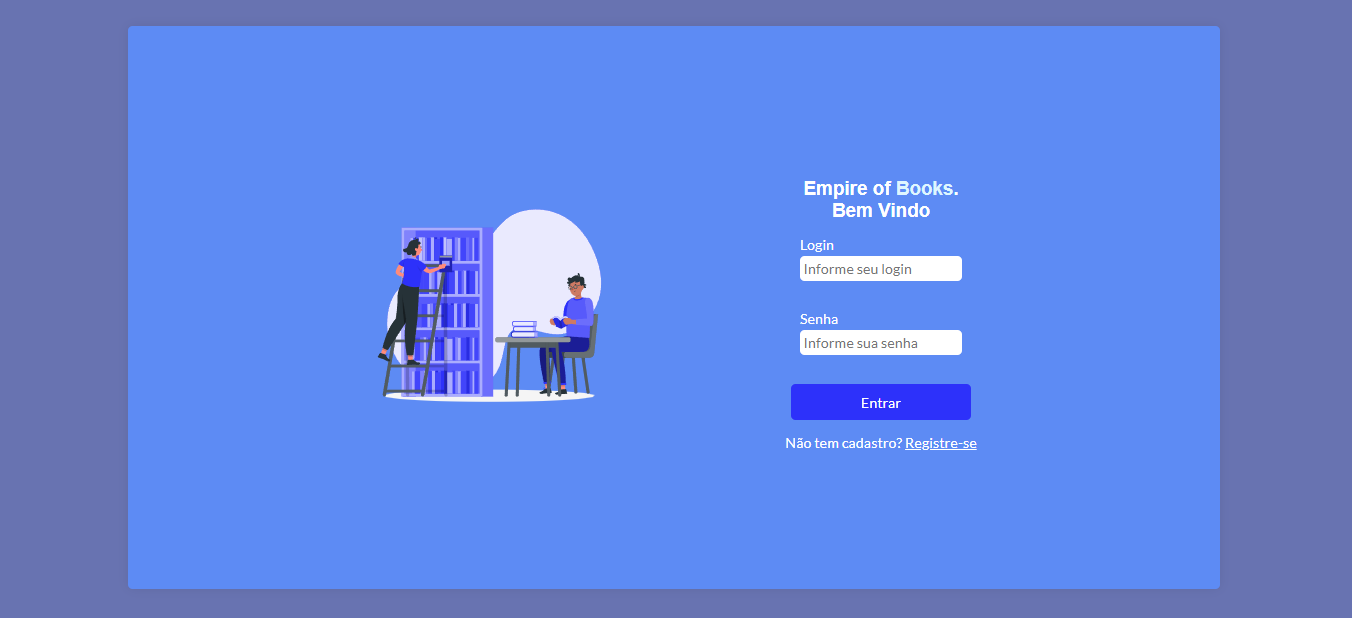 Empire of Books.
Bem Vindo
Login
Informe seu login
Senha
Informe sua senha
Entrar
Não tem cadastro? Registre-se